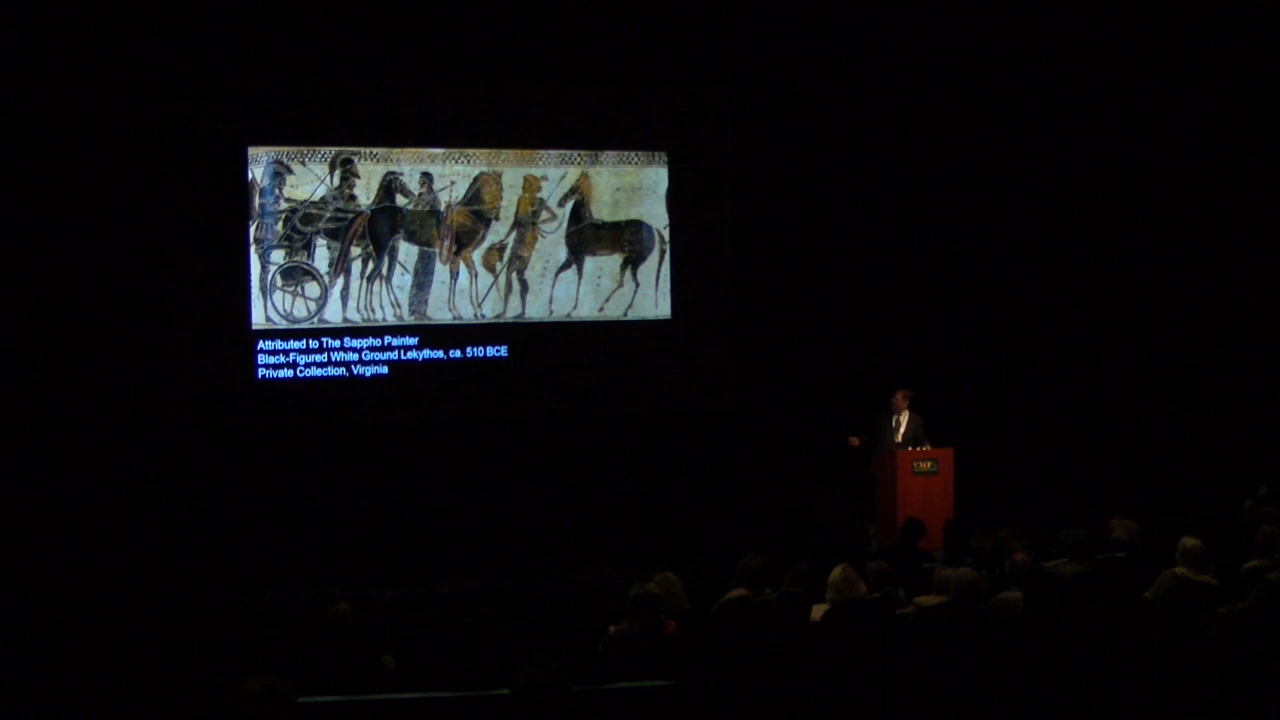 Attributed to The Sappho Painter
Black-Figured White Ground Lekythos, ca. 510 BCE
Private Collection, Virginia
VMFA